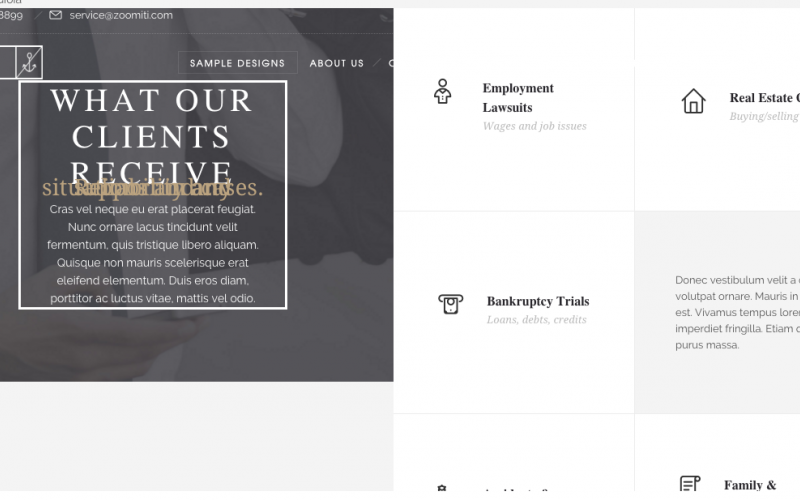 8899
service@zoomiti.com
SAMPLE DESIGNS
ABOUT US
WHAT OUR
CLIENTS
RECEIVE
Cras vel neque eu erat placerat feugiat.
Nunc ornare lacus tincidunt velit
fermentum, quis tristique libero aliquam.
Quisque non mauris scelerisque erat
eleifend elementum. Duis eros diam,
porttitor ac luctus vitae, mattis vel odio.
Employment
Lawsuits
Wages and job issues
Real Estate
Buying/selling
Bankruptcy Trials
Loans, debts, credits
Donec vestibulum velit a
volutpat ornare. Mauris in
est. Vivamus tempus lorem
imperdiet fringilla. Etiam
purus massa.
Family &